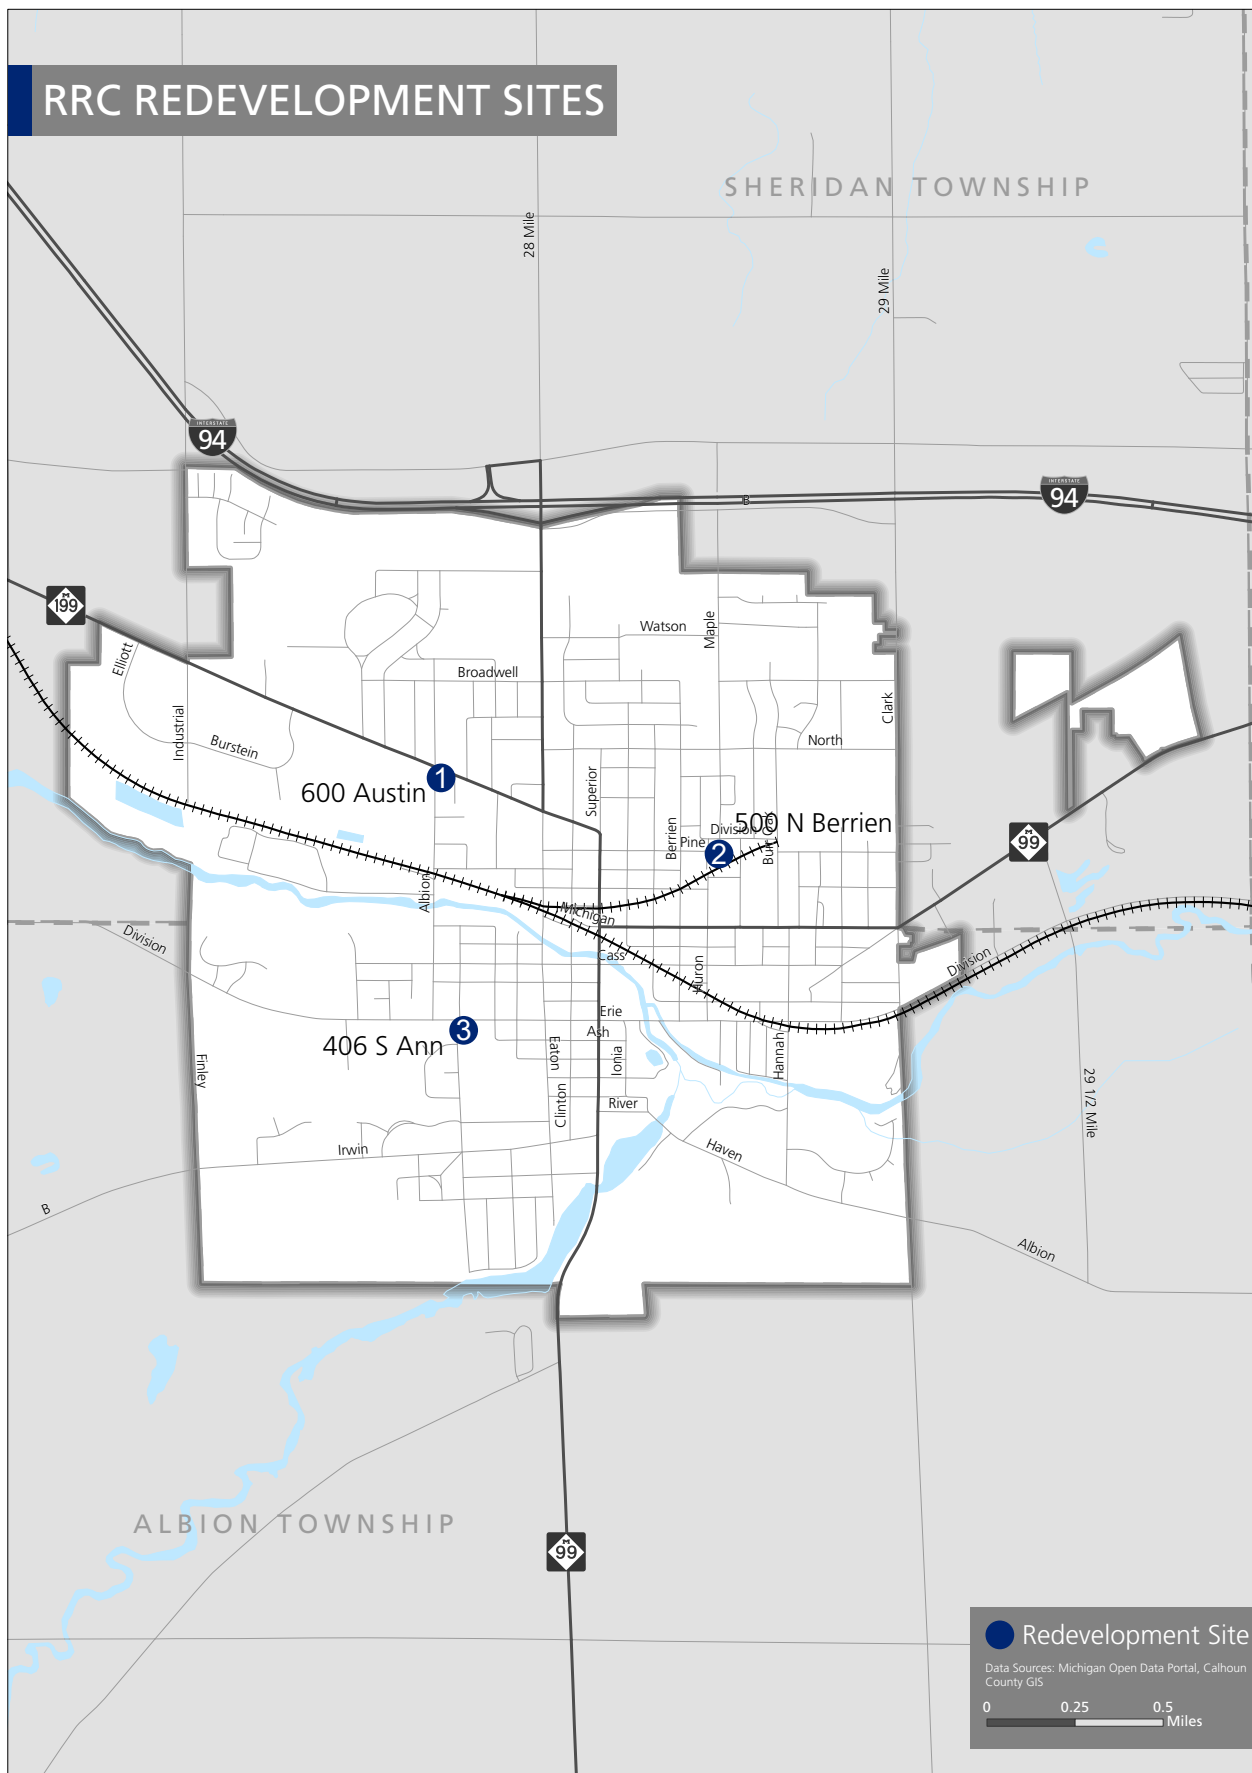 RRC REDEVELOPMENT SITES
SHERIDAN TOWNSHIP
28 Mile
29 Mile
INTERSTATE
94
INTERSTATE
94
B
M
199
Elliott
Watson
Maple
Broadwell
Industrial
Burstein
Clark
North
600 Austin
1
Superior
500 N Berrien
Division
Pine
Berrien
Burr Oak
2
M
99
Albion
Michigan
Division
Cass
Huron
Division
Erie
Ash
3
406 S Ann
Eaton
Ionia
Hannah
Finley
Clinton
River
29 1/2 Mile
Irwin
Haven
B
Albion
ALBION TOWNSHIP
M
99
Redevelopment Site
Data Sources: Michigan Open Data Portal, Calhoun
County GIS
0 0.25 0.5
Miles